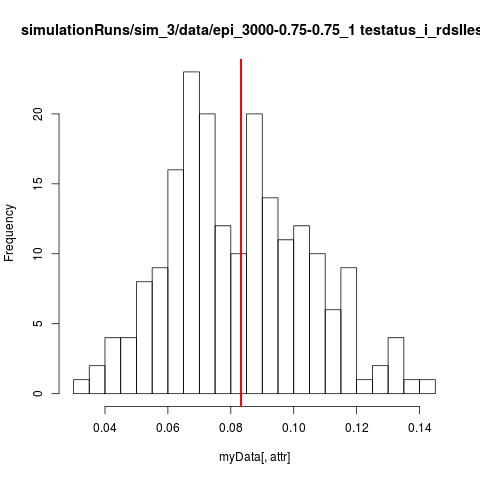 simulationRuns/sim_3/data/epi_3000-0.75-0.75_1 testatus_i_rdslles
Frequency
20
15
10
5
0
0.04 0.06 0.08 0.10 0.12 0.14
myData[, attr]